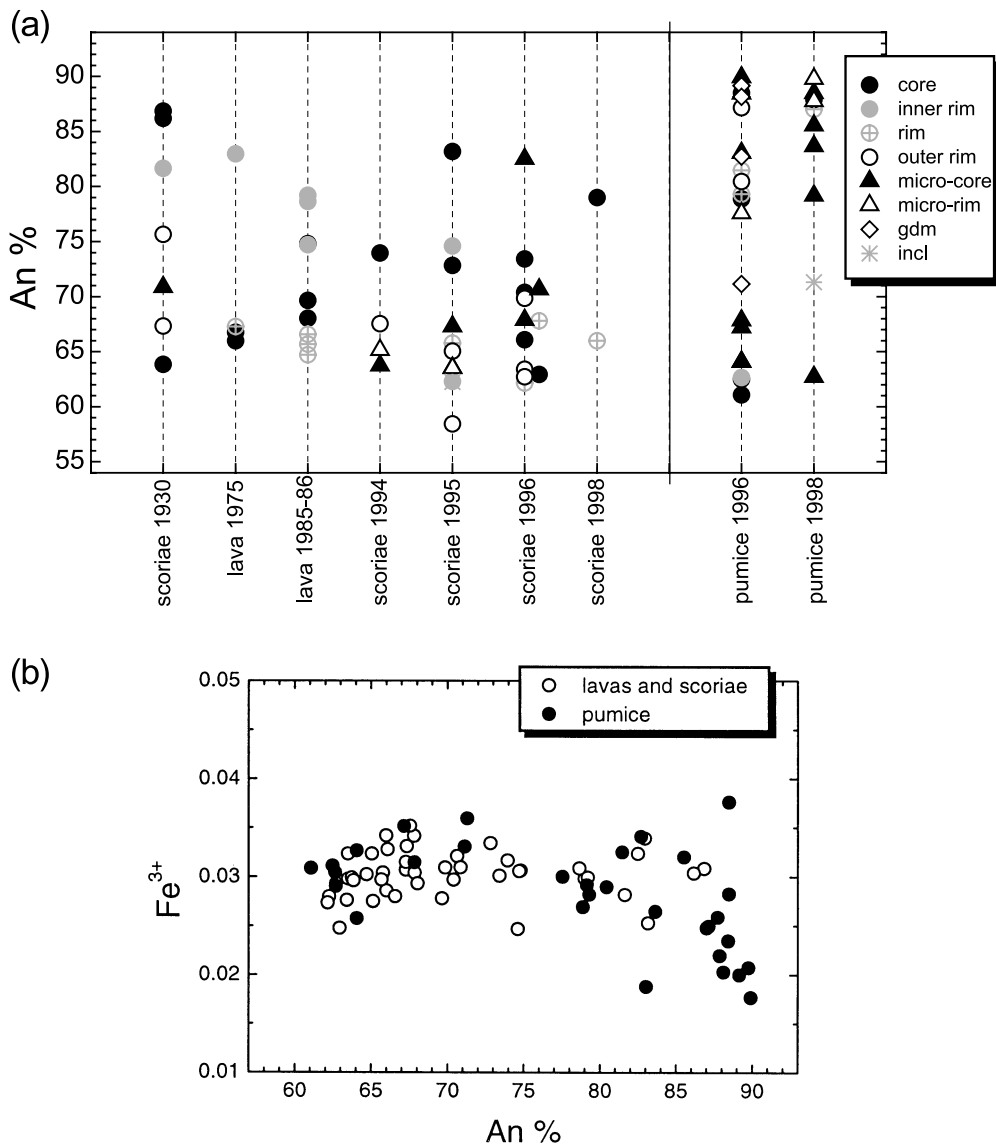 (a)
An %
90
85
80
75
70
65
60
55
core
inner rim
rim
outer rim
micro-core
micro-rim
gdm
incl
scoriae 1930
lava 1975
lava 1985-86
scoriae 1994
scoriae 1995
scoriae 1996
scoriae 1998
pumice 1996
pumice 1998
(b)
lavas and scoriae
pumice
Fe³⁺
0.05
0.04
0.03
0.02
0.01
60 65 70 75 80 85 90
An %